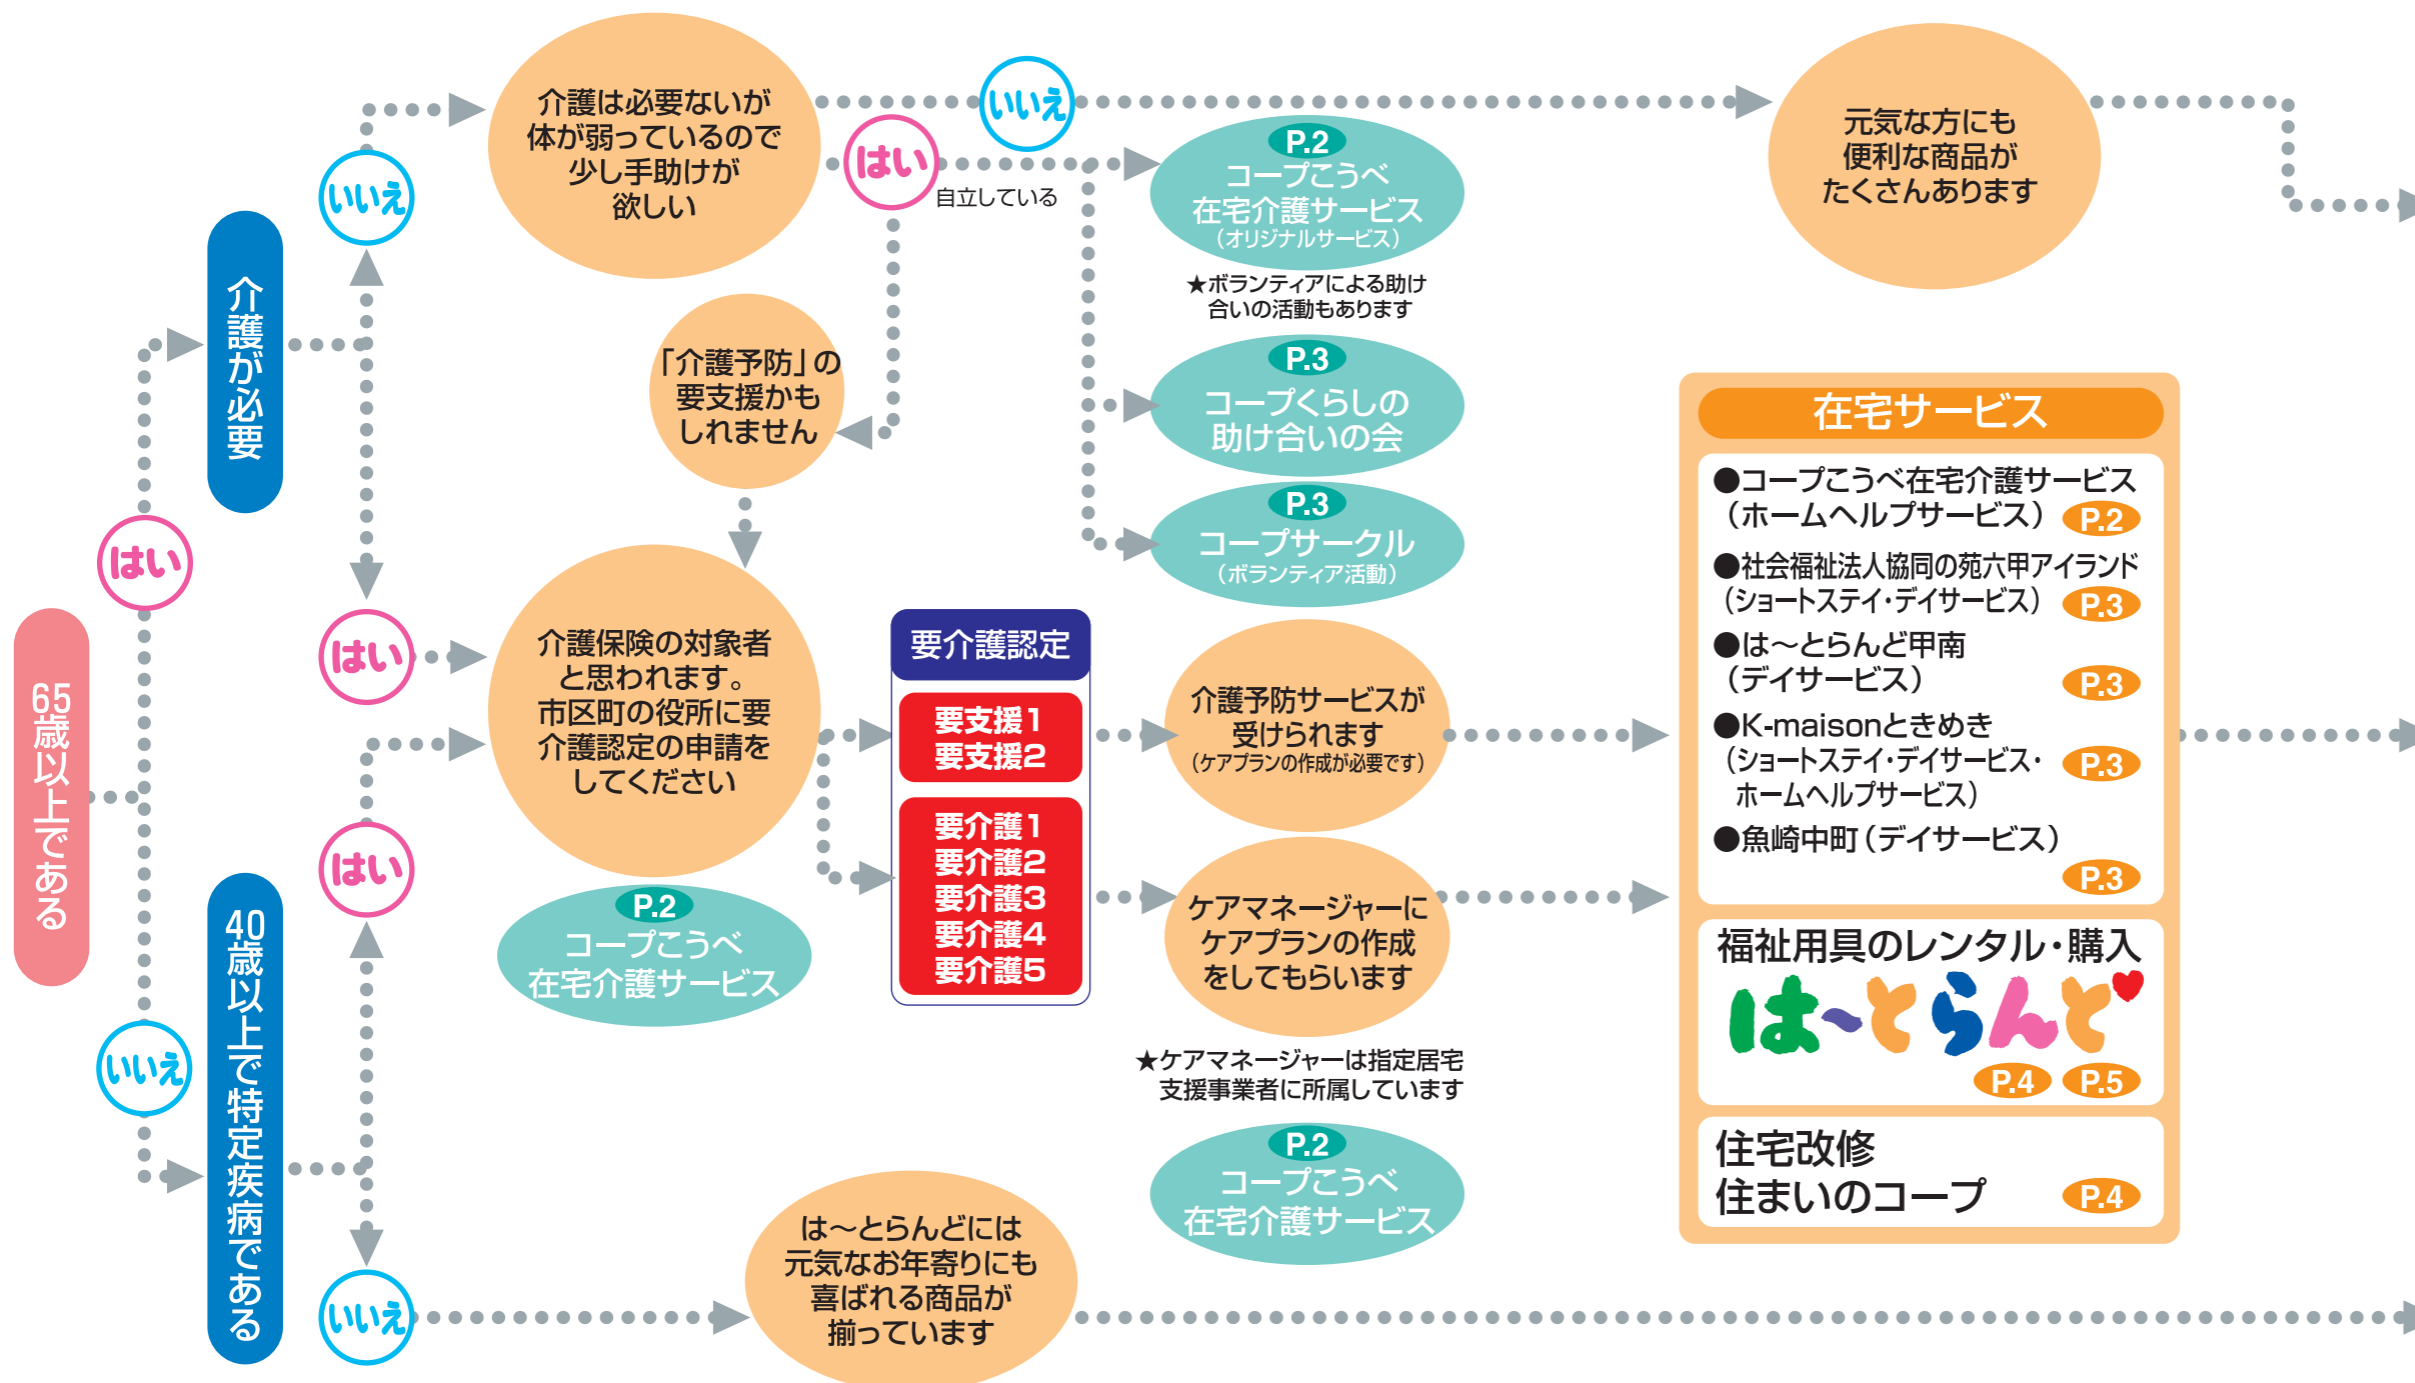 65歳以上である
はい
いいえ
介護が必要
40歳以上で特定疾病である
いいえ
はい
はい
いいえ
介護は必要ないが
体が弱っているので
少し手助けが
欲しい
いいえ
はい
自立している
「介護予防」の
要支援かも
しれません
介護保険の対象者
と思われます。
市区町の役所に要
介護認定の申請を
してください
P.2
コープこうべ
在宅介護サービス
は～とらんどには
元気なお年寄りにも
喜ばれる商品が
揃っています
要介護認定
要支援1
要支援2
要介護1
要介護2
要介護3
要介護4
要介護5
P.2
コープこうべ
在宅介護サービス
（オリジナルサービス）
★ボランティアによる助け
合いの活動もあります
P.3
コープくらしの
助け合いの会
P.3
コープサークル
（ボランティア活動）
介護予防サービスが
受けられます
（ケアプランの作成が必要です）
ケアマネージャーに
ケアプランの作成
をしてもらいます
★ケアマネージャーは指定居宅
支援事業者に所属しています
P.2
コープこうべ
在宅介護サービス
元気な方にも
便利な商品が
たくさんあります
在宅サービス
●コープこうべ在宅介護サービス
（ホームヘルプサービス） P.2
●社会福祉法人協同の苑六甲アイランド
（ショートステイ・デイサービス） P.3
●は～とらんど甲南
（デイサービス） P.3
●K-maisonときめき
（ショートステイ・デイサービス・ P.3
ホームヘルプサービス）
●魚崎中町（デイサービス）
P.3
福祉用具のレンタル・購入
は～とらんど
P.4 P.5
住宅改修
住まいのコープ P.4